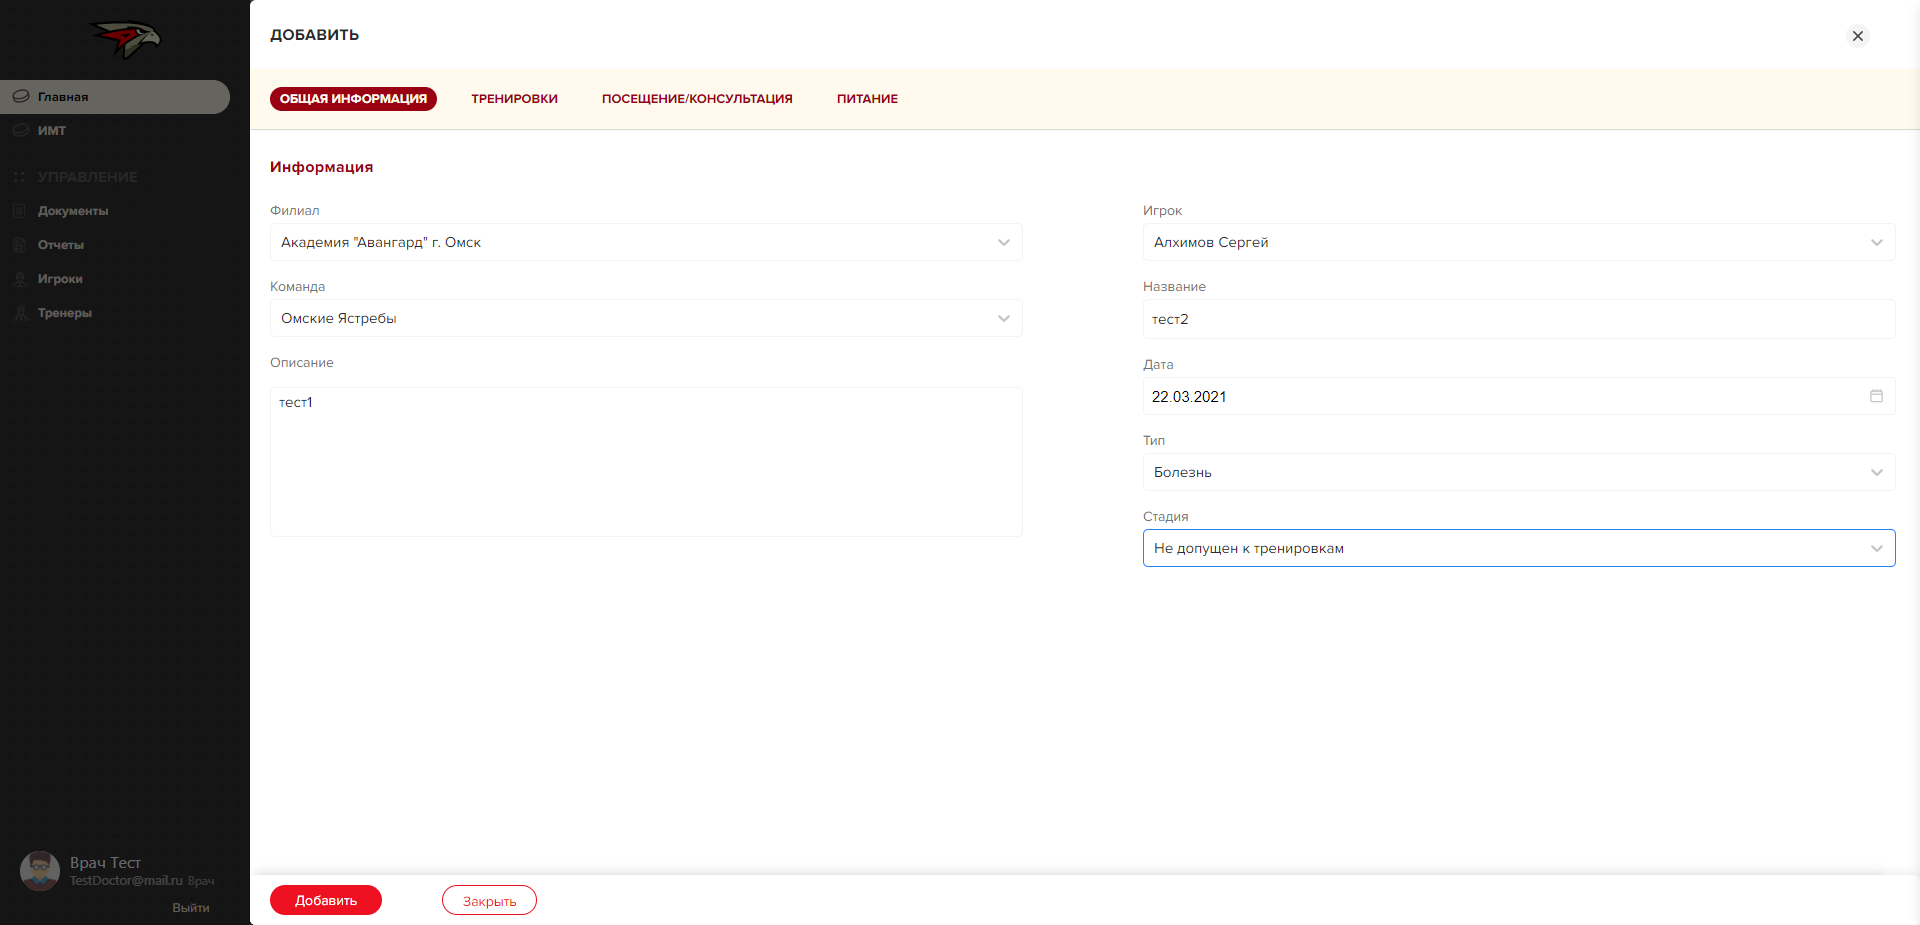 Главная
ИМТ
УПРАВЛЕНИЕ
Документы
Отчеты
Игроки
Тренеры
Врач Тест
TestDoctor@mail.ru Врач
Выйти
ДОБАВИТЬ
ОБЩАЯ ИНФОРМАЦИЯ ТРЕНИРОВКИ ПОСЕЩЕНИЕ/КОНСУЛЬТАЦИЯ ПИТАНИЕ
Информация
Филиал
Академия "Авангард" г. Омск
Команда
Омские Ястребы
Описание
тест1
Игрок
Алхимов Сергей
Название
тест2
Дата
22.03.2021
Тип
Болезнь
Стадия
Не допущен к тренировкам
Добавить Закрыть